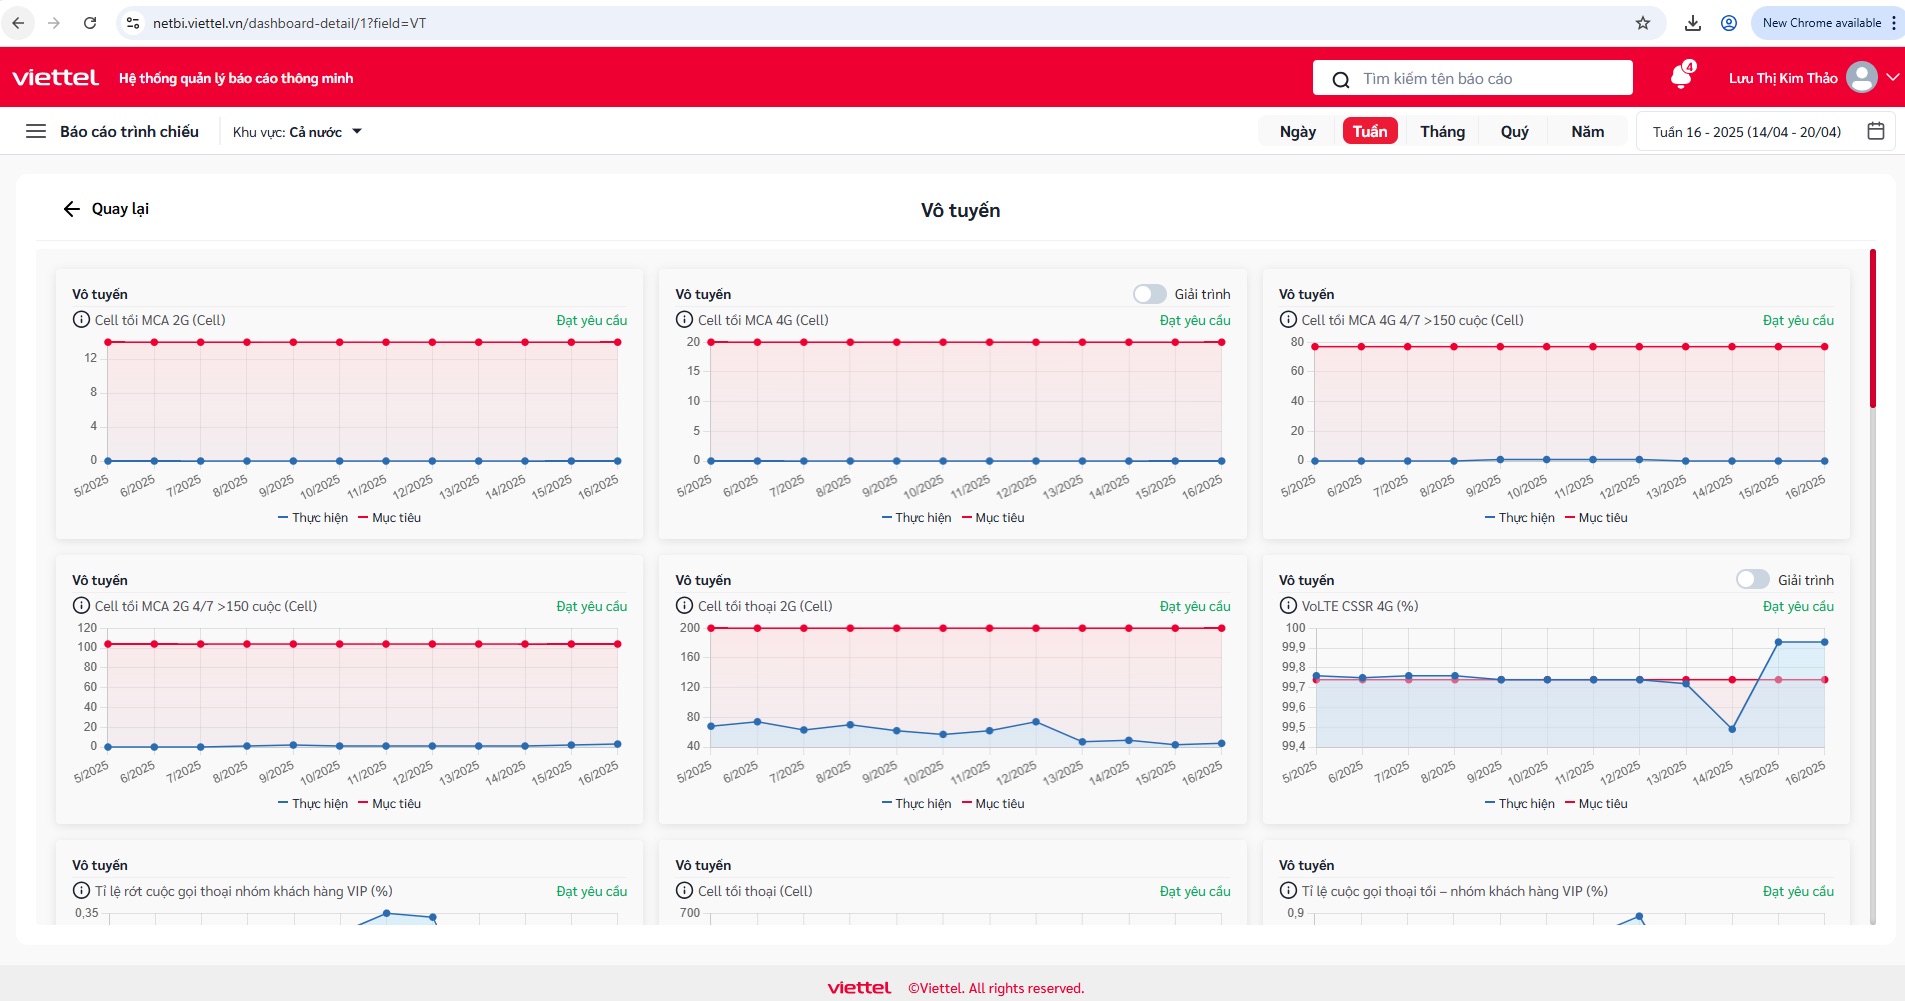 netbi.viettel.vn/dashboard-detail/1?field=VT
New Chrome available
viettel Hệ thống quản lý báo cáo thông minh
Tìm kiếm tên báo cáo
4
Lưu Thị Kim Thảo
Báo cáo trình chiếu
Khu vực: Cả nước
Ngày Tuần Tháng Quý Năm
Tuần 16 - 2025 (14/04 - 20/04)
Quay lại
Vô tuyến
Vô tuyến
Cell tồi MCA 2G (Cell) Đạt yêu cầu
12
8
4
0
5/2025 6/2025 7/2025 8/2025 9/2025 10/2025 11/2025 12/2025 13/2025 14/2025 15/2025 16/2025
Thực hiện Mục tiêu
Vô tuyến Giải trình
Cell tồi MCA 4G (Cell) Đạt yêu cầu
20
15
10
5
0
5/2025 6/2025 7/2025 8/2025 9/2025 10/2025 11/2025 12/2025 13/2025 14/2025 15/2025 16/2025
Thực hiện Mục tiêu
Vô tuyến
Cell tồi MCA 4G 4/7 >150 cuộc (Cell) Đạt yêu cầu
80
60
40
20
0
5/2025 6/2025 7/2025 8/2025 9/2025 10/2025 11/2025 12/2025 13/2025 14/2025 15/2025 16/2025
Thực hiện Mục tiêu
Vô tuyến
Cell tồi MCA 2G 4/7 >150 cuộc (Cell) Đạt yêu cầu
120
100
80
60
40
20
0
5/2025 6/2025 7/2025 8/2025 9/2025 10/2025 11/2025 12/2025 13/2025 14/2025 15/2025 16/2025
Thực hiện Mục tiêu
Vô tuyến
Cell tồi thoại 2G (Cell) Đạt yêu cầu
200
160
120
80
40
5/2025 6/2025 7/2025 8/2025 9/2025 10/2025 11/2025 12/2025 13/2025 14/2025 15/2025 16/2025
Thực hiện Mục tiêu
Vô tuyến Giải trình
VoLTE CSSR 4G (%) Đạt yêu cầu
100
99,9
99,8
99,7
99,6
99,5
99,4
5/2025 6/2025 7/2025 8/2025 9/2025 10/2025 11/2025 12/2025 13/2025 14/2025 15/2025 16/2025
Thực hiện Mục tiêu
Vô tuyến
Tỉ lệ rớt cuộc gọi thoại nhóm khách hàng VIP (%) Đạt yêu cầu
0,35
Vô tuyến
Cell tồi thoại (Cell) Đạt yêu cầu
700
Vô tuyến
Tỉ lệ cuộc gọi thoại tồi – nhóm khách hàng VIP (%) Đạt yêu cầu
0,9
viettel ©Viettel. All rights reserved.